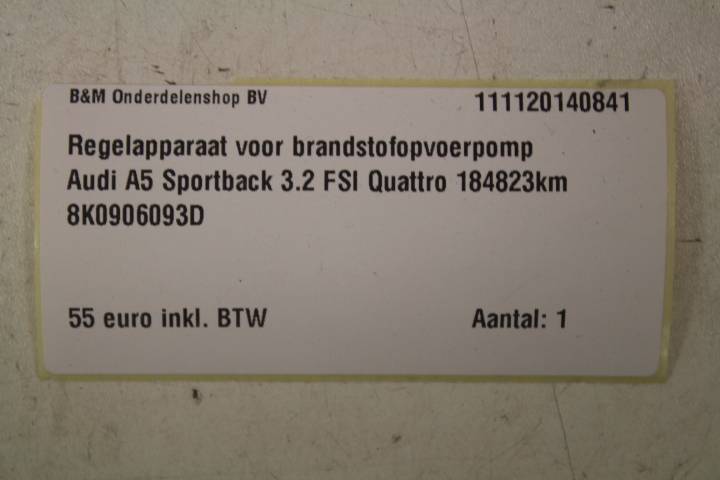 B&M Onderdelenshop BV 111120140841
Regelapparaat voor brandstofopvoerpomp
Audi A5 Sportback 3.2 FSI Quattro 184823km
8K0906093D
55 euro inkl. BTW Aantal: 1